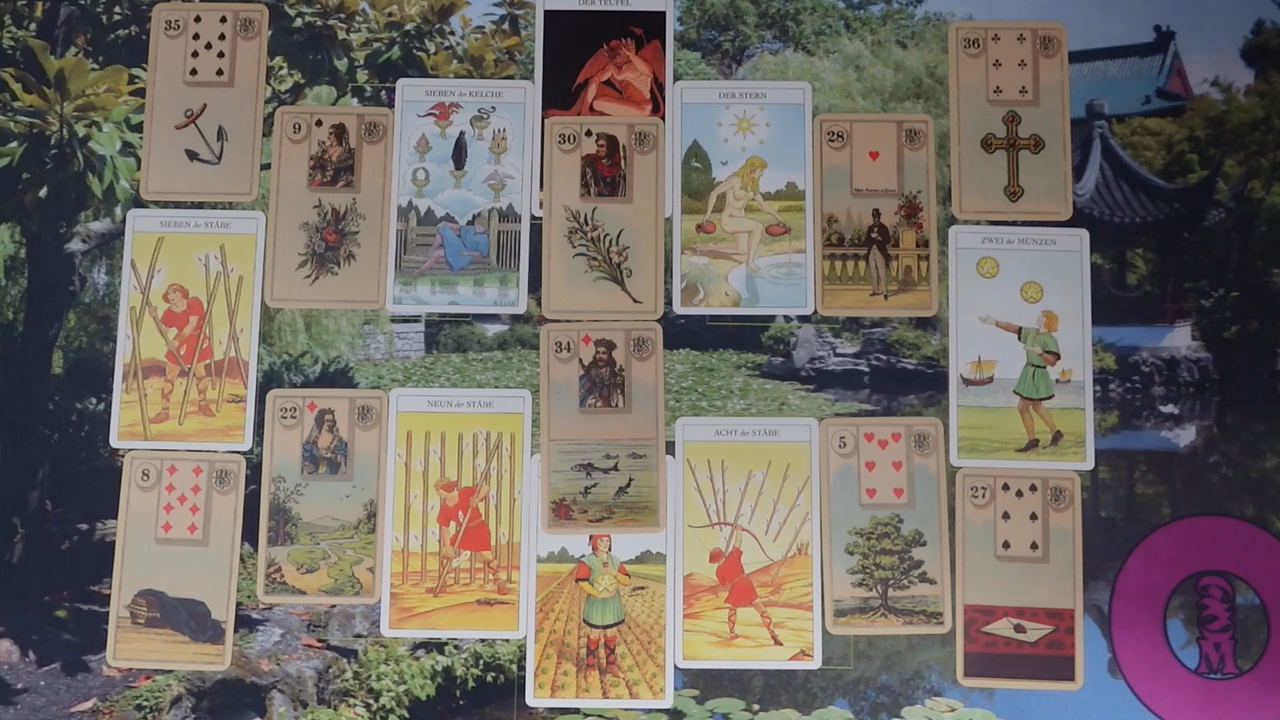 DER TEUFEL
35
36
SIEBEN der KELCHE
DER STERN
9
30
28
SIEBEN der STÄBE
ZWEI der MÜNZEN
34
22
NEUN der STÄBE
ACHT der STÄBE
5
8
27